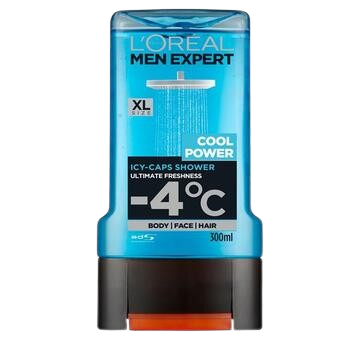 L'ORÉAL
MEN EXPERT
XL
SIZE
COOL
POWER
ICY-CAPS SHOWER
ULTIMATE FRESHNESS
-4°C
BODY | FACE | HAIR
300ml